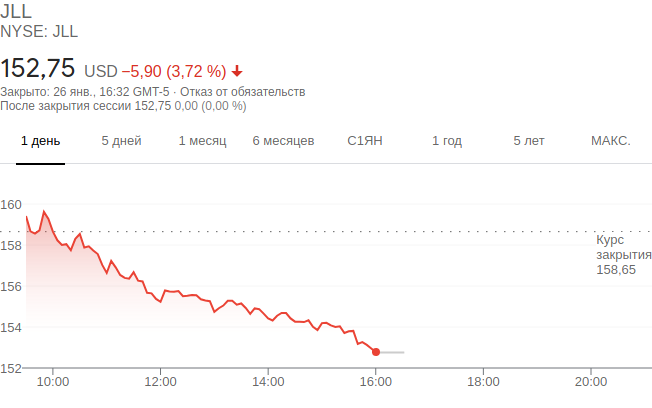 JLL
NYSE: JLL
152,75 USD −5,90 (3,72 %)
Закрыто: 26 янв., 16:32 GMT-5 · Отказ от обязательств
После закрытия сессии 152,75 0,00 (0,00 %)
1 день 5 дней 1 месяц 6 месяцев С1ЯН 1 год 5 лет МАКС.
160
158
156
154
152
Курс
закрытия
158,65
10:00 12:00 14:00 16:00 18:00 20:00